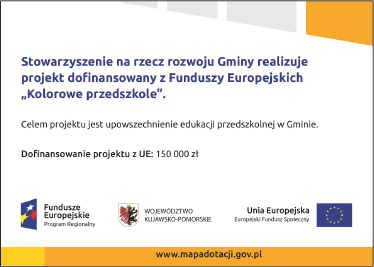 Stowarzyszenie na rzecz rozwoju Gminy realizuje
projekt dofinansowany z Funduszy Europejskich
„Kolorowe przedszkole”.
Celem projektu jest upowszechnienie edukacji przedszkolnej w Gminie.
Dofinansowanie projektu z UE: 150 000 zł
Fundusze
Europejskie
Program Regionalny
WOJEWÓDZTWO
KUJAWSKO-POMORSKIE
Unia Europejska
Europejski Fundusz Społeczny
www.mapadotacji.gov.pl